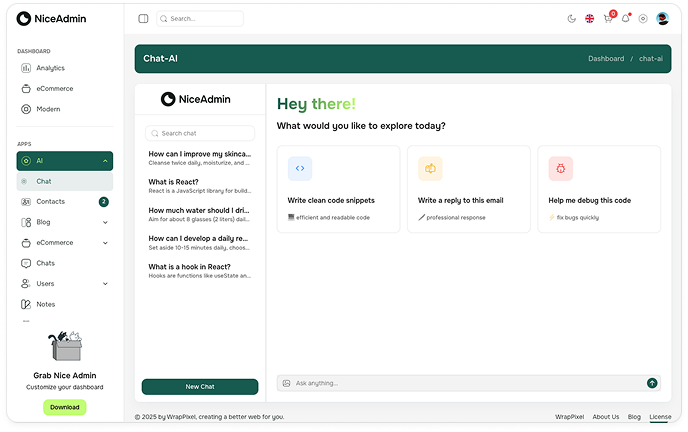 NiceAdmin
Search...
0
DASHBOARD
Analytics
eCommerce
Modern
APPS
AI
Chat
Contacts
2
Blog
eCommerce
Chats
Users
Notes
Grab Nice Admin
Customize your dashboard
Download
Chat-AI
Dashboard / chat-ai
NiceAdmin
Search chat
How can I improve my skinca...
Cleanse twice daily, moisturize, and ...
What is React?
React is a JavaScript library for build...
How much water should I dri...
Aim for about 8 glasses (2 liters) dail...
How can I develop a daily re...
Set aside 10-15 minutes daily, choos...
What is a hook in React?
Hooks are functions like useState an...
New Chat
Hey there!
What would you like to explore today?
Write clean code snippets
efficient and readable code
Write a reply to this email
professional response
Help me debug this code
fix bugs quickly
Ask anything...
© 2025 by WrapPixel, creating a better web for you.
WrapPixel
About Us
Blog
License